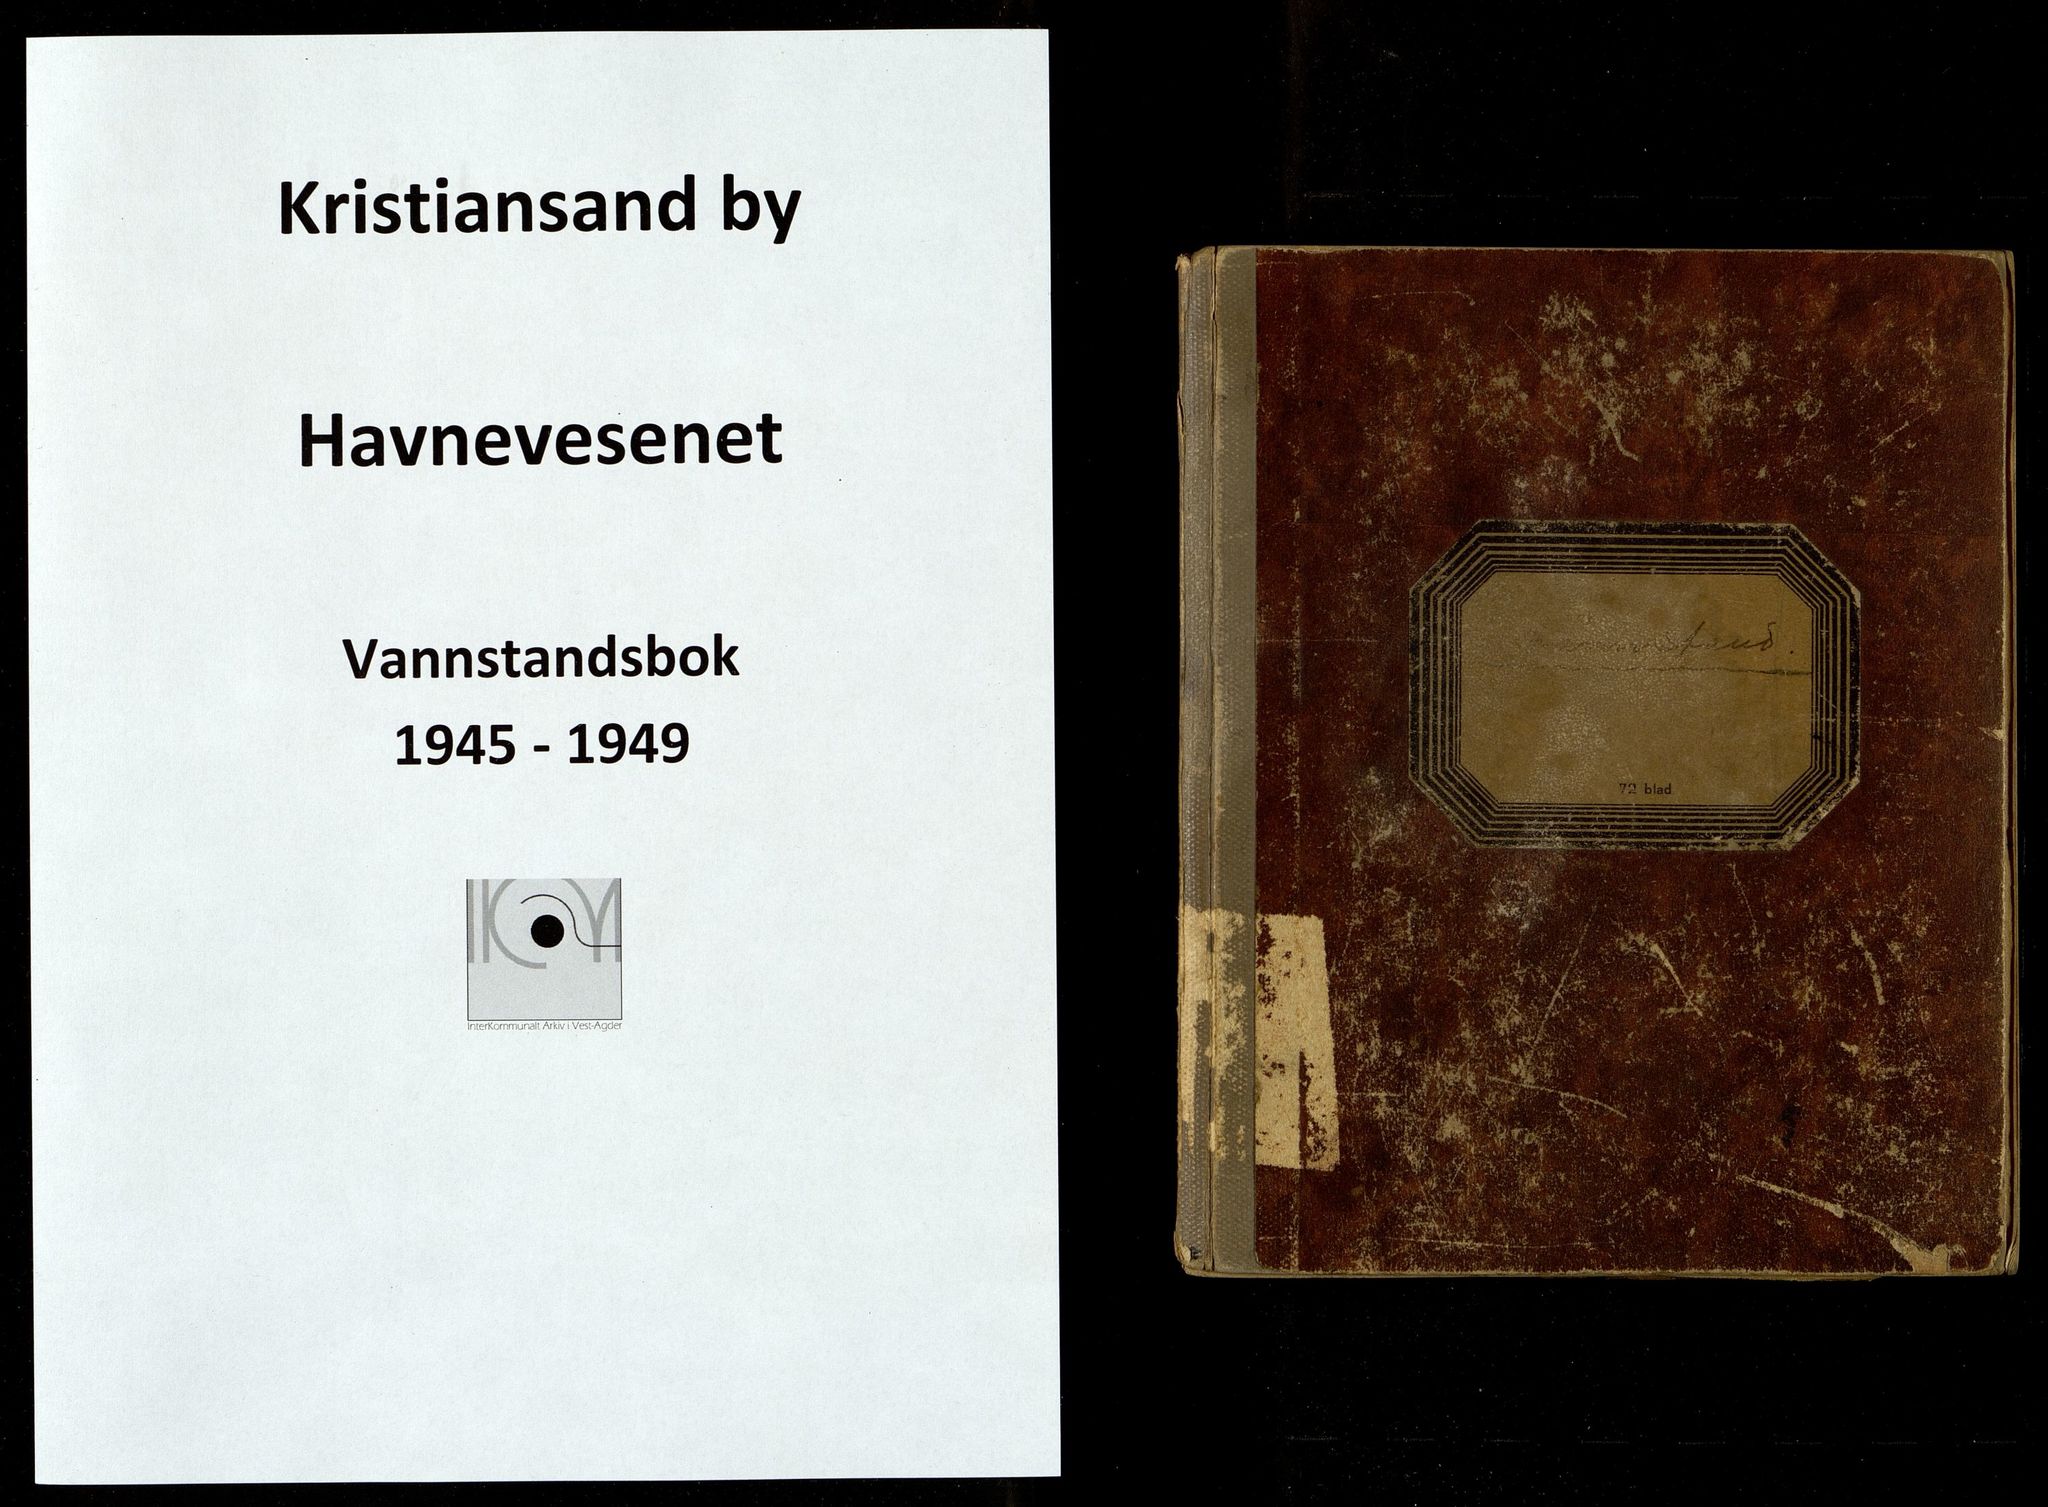 Kristiansand by
Havnevesenet
Vannstandsbok
1945 - 1949
InterKommunalt Arkiv i Vest-Agder
72 blad